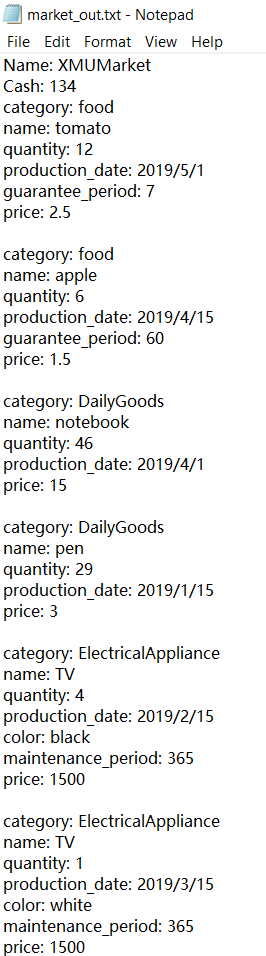 market_out.txt - Notepad
File Edit Format View Help
Name: XMUMarket
Cash: 134
category: food
name: tomato
quantity: 12
production_date: 2019/5/1
guarantee_period: 7
price: 2.5
category: food
name: apple
quantity: 6
production_date: 2019/4/15
guarantee_period: 60
price: 1.5
category: DailyGoods
name: notebook
quantity: 46
production_date: 2019/4/1
price: 15
category: DailyGoods
name: pen
quantity: 29
production_date: 2019/1/15
price: 3
category: ElectricalAppliance
name: TV
quantity: 4
production_date: 2019/2/15
color: black
maintenance_period: 365
price: 1500
category: ElectricalAppliance
name: TV
quantity: 1
production_date: 2019/3/15
color: white
maintenance_period: 365
price: 1500